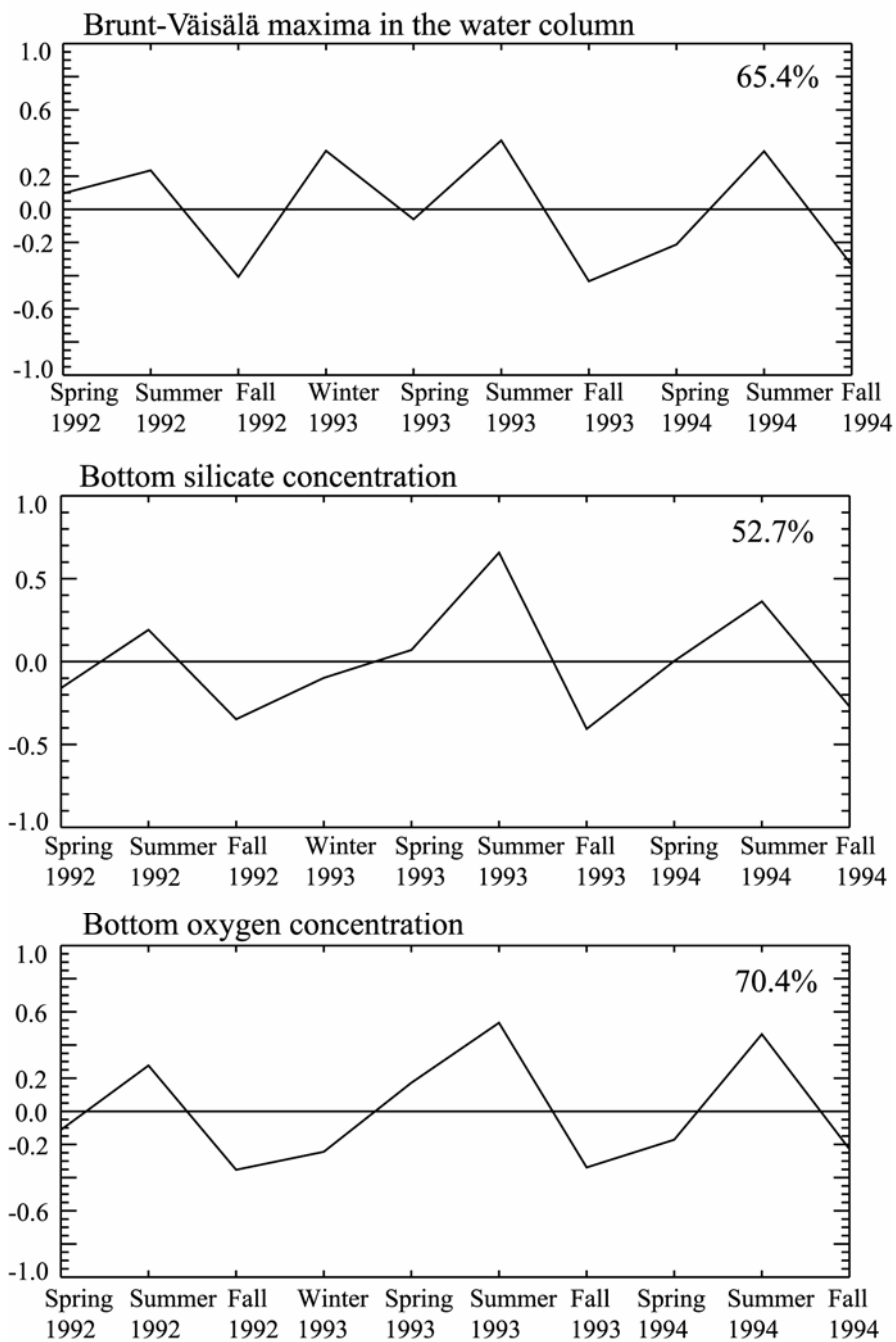 Brunt-Väisälä maxima in the water column
1.0
65.4%
0.6
0.2
0.0
-0.2
-0.6
-1.0
Spring Summer Fall Winter Spring Summer Fall Spring Summer Fall
1992 1992 1992 1993 1993 1993 1993 1994 1994 1994
Bottom silicate concentration
1.0
52.7%
0.5
0.0
-0.5
-1.0
Spring Summer Fall Winter Spring Summer Fall Spring Summer Fall
1992 1992 1992 1993 1993 1993 1993 1994 1994 1994
Bottom oxygen concentration
1.0
70.4%
0.6
0.2
0.0
-0.2
-0.6
-1.0
Spring Summer Fall Winter Spring Summer Fall Spring Summer Fall
1992 1992 1992 1993 1993 1993 1993 1994 1994 1994